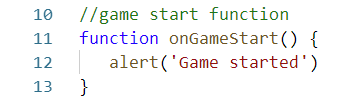 10 //game start function
11 function onGameStart() {
12    alert('Game started')
13 }